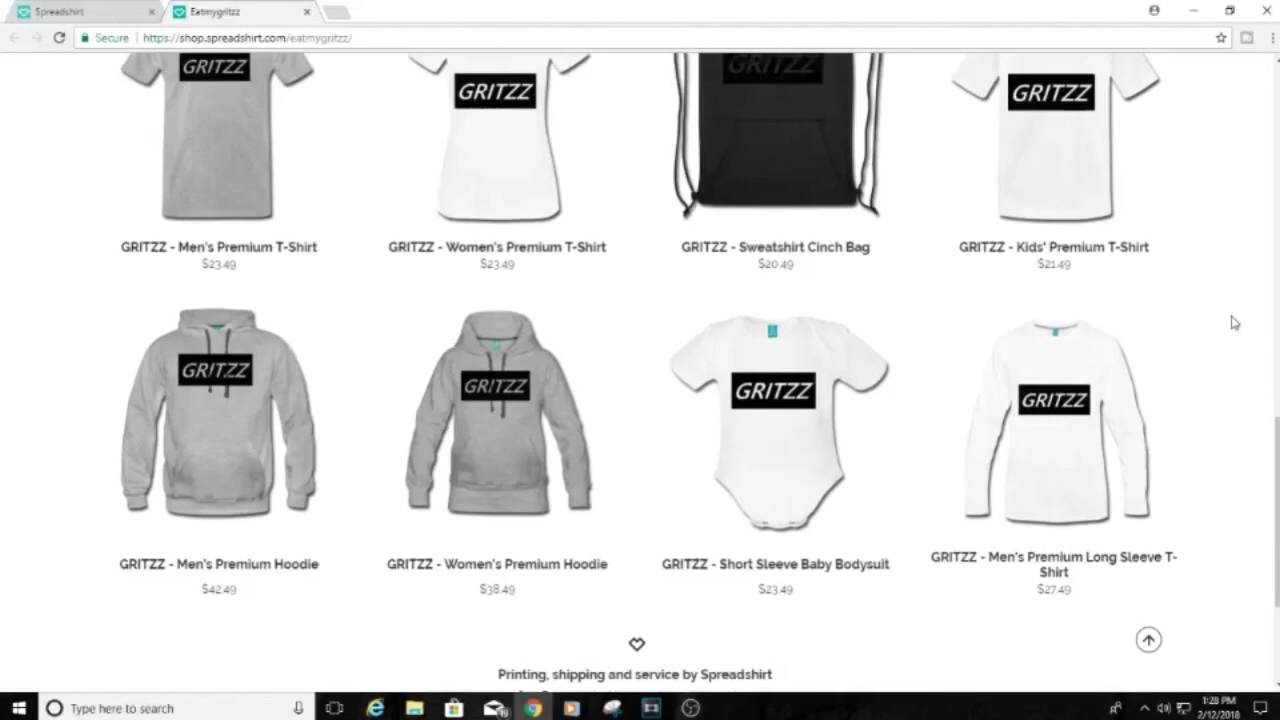 Spreadshirt
Eatmygritzz
Secure
https://shop.spreadshirt.com/eatmygritzz/
GRITZZ
GRITZZ
GRITZZ
GRITZZ
GRITZZ - Men's Premium T-Shirt
$23.49
GRITZZ - Women's Premium T-Shirt
$23.49
GRITZZ - Sweatshirt Cinch Bag
$20.49
GRITZZ - Kids' Premium T-Shirt
$21.49
GRITZZ
GRITZZ
GRITZZ
GRITZZ
GRITZZ - Men's Premium Hoodie
$42.49
GRITZZ - Women's Premium Hoodie
$38.49
GRITZZ - Short Sleeve Baby Bodysuit
$23.49
GRITZZ - Men's Premium Long Sleeve T-
Shirt
$27.49
Printing, shipping and service by Spreadshirt
Type here to search
1:28 PM
2/12/2018